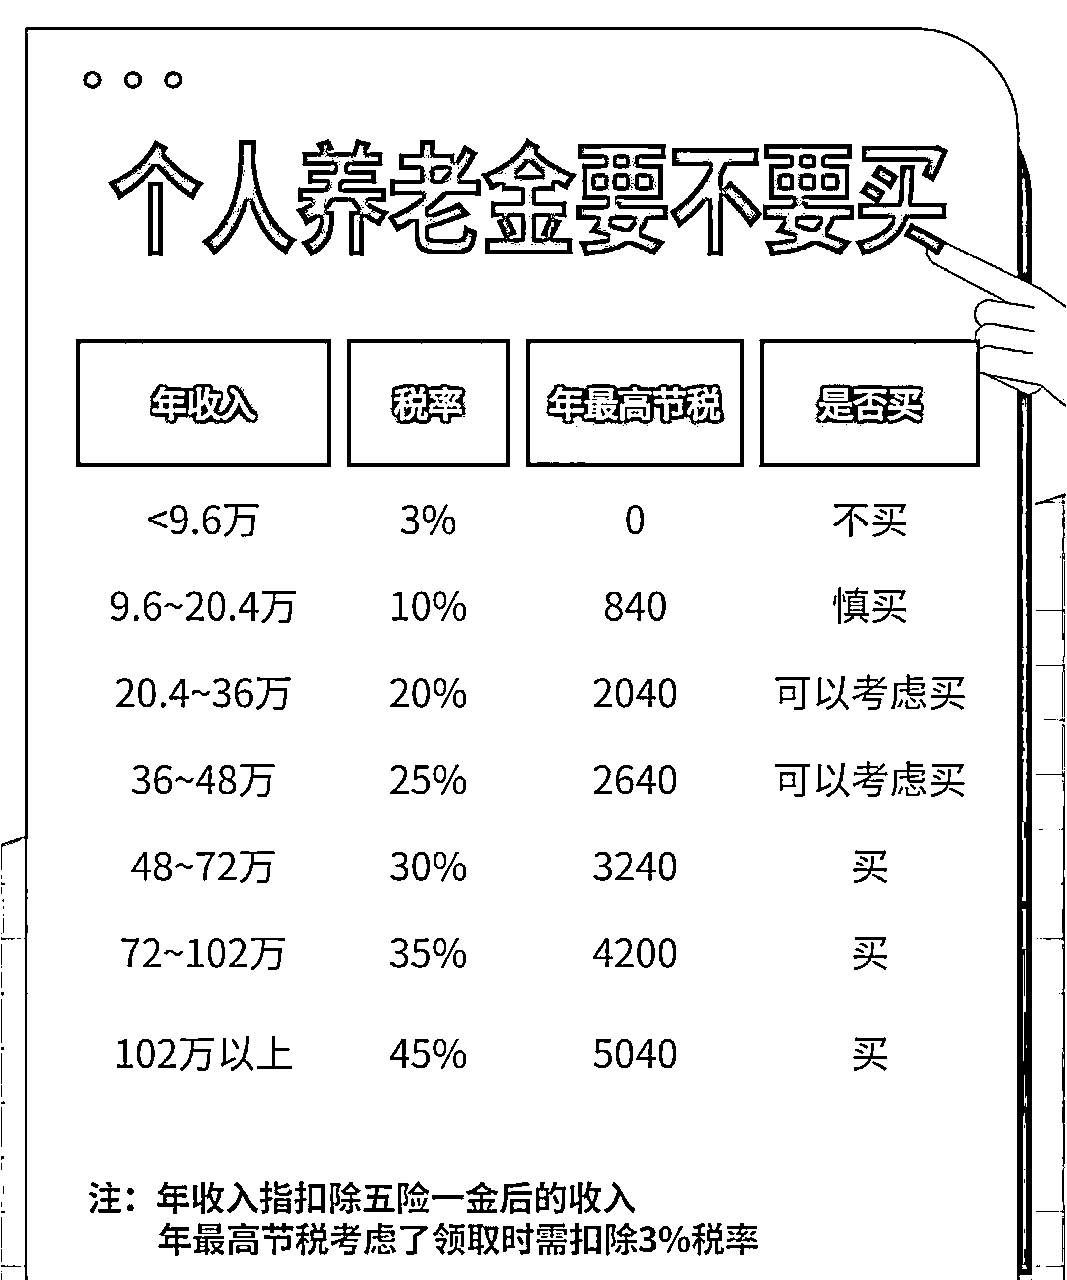 个人养老金要不要买
年收入 税率 年最高节税 是否买
<9.6万 3% 0 不买
9.6~20.4万 10% 840 慎买
20.4~36万 20% 2040 可以考虑买
36~48万 25% 2640 可以考虑买
48~72万 30% 3240 买
72~102万 35% 4200 买
102万以上 45% 5040 买
注：年收入指扣除五险一金后的收入
年最高节税考虑了领取时需扣除3%税率